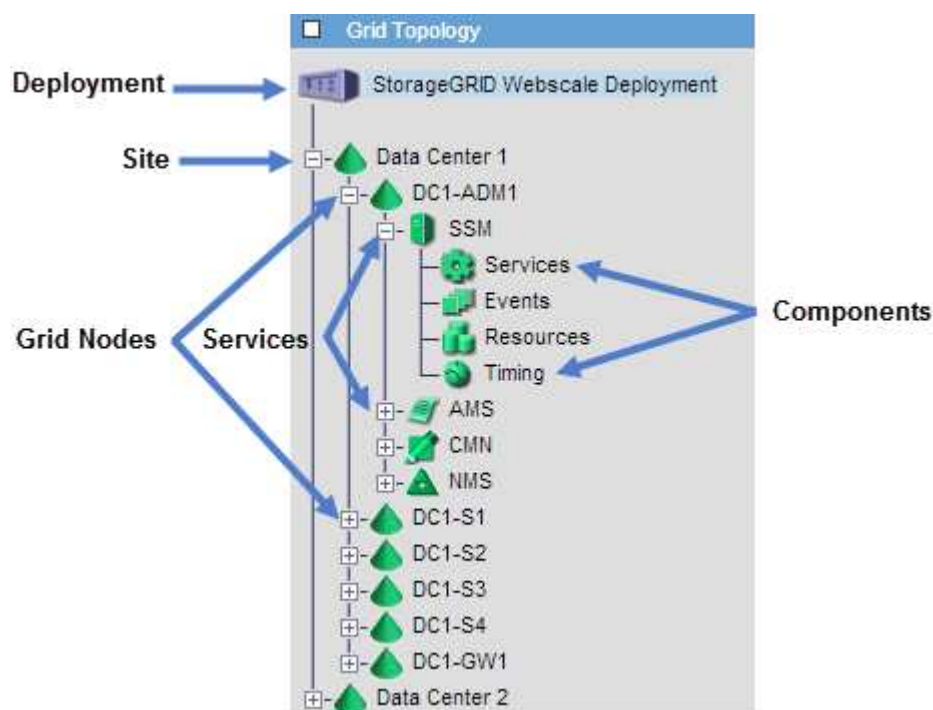 Grid Topology
Deployment
StorageGRID Webscale Deployment
Site
Data Center 1
DC1-ADM1
SSM
Services
Events
Grid Nodes
Services
Resources
Components
Timing
AMS
CMN
NMS
DC1-S1
DC1-S2
DC1-S3
DC1-S4
DC1-GW1
Data Center 2